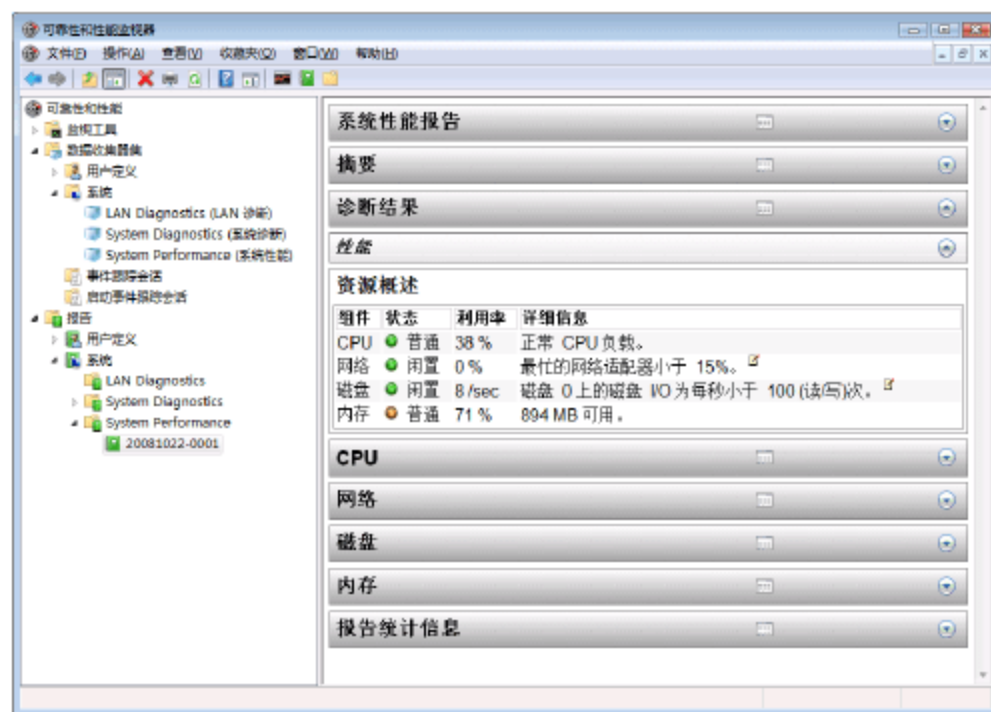 可靠性和性能监视器
文件(F) 操作(A) 查看(V) 收藏夹(O) 窗口(W) 帮助(H)
可靠性和性能
监视工具
数据收集器集
用户定义
系统
LAN Diagnostics (LAN 诊断)
System Diagnostics (系统诊断)
System Performance (系统性能)
事件跟踪会话
启动事件跟踪会话
报告
用户定义
系统
LAN Diagnostics
System Diagnostics
System Performance
20081022-0001
系统性能报告
摘要
诊断结果
性能
资源概述
组件 状态 利用率 详细信息
CPU 普通 38 % 正常 CPU 负载。
网络 闲置 0 % 最忙的网络适配器小于 15%。
磁盘 闲置 8 /sec 磁盘 0 上的磁盘 I/O 为每秒小于 100 (读/写)次。
内存 普通 71 % 894 MB 可用。
CPU
网络
磁盘
内存
报告统计信息